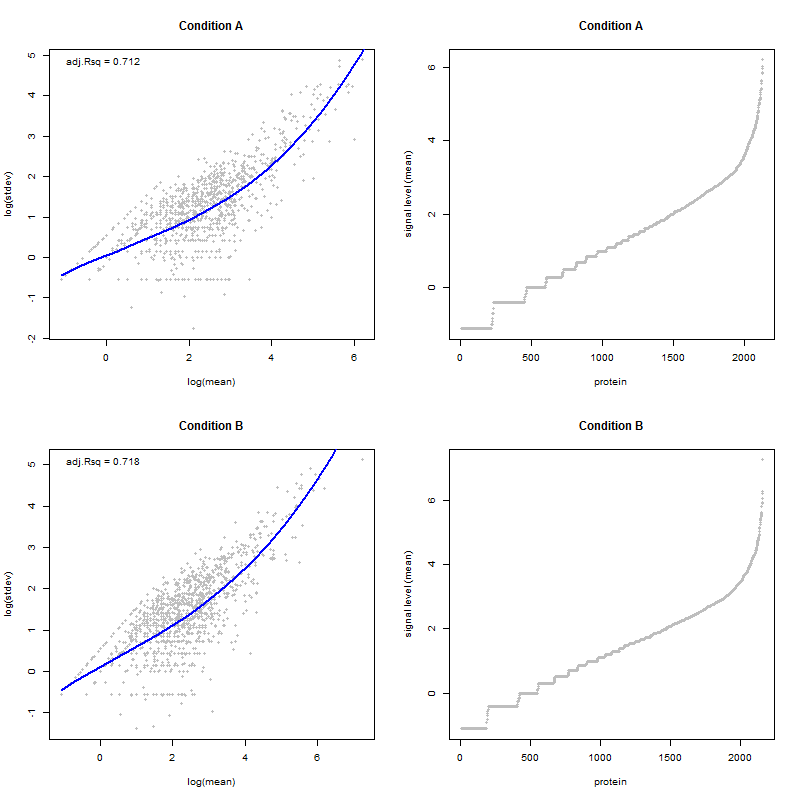 Condition A
adj.Rsq = 0.712
log(stdev)
5
4
3
2
1
0
-1
-2
0 2 4 6
log(mean)
Condition A
signal level (mean)
6
4
2
0
0 500 1000 1500 2000
protein
Condition B
adj.Rsq = 0.718
log(stdev)
5
4
3
2
1
0
-1
0 2 4 6
log(mean)
Condition B
signal level (mean)
6
4
2
0
0 500 1000 1500 2000
protein